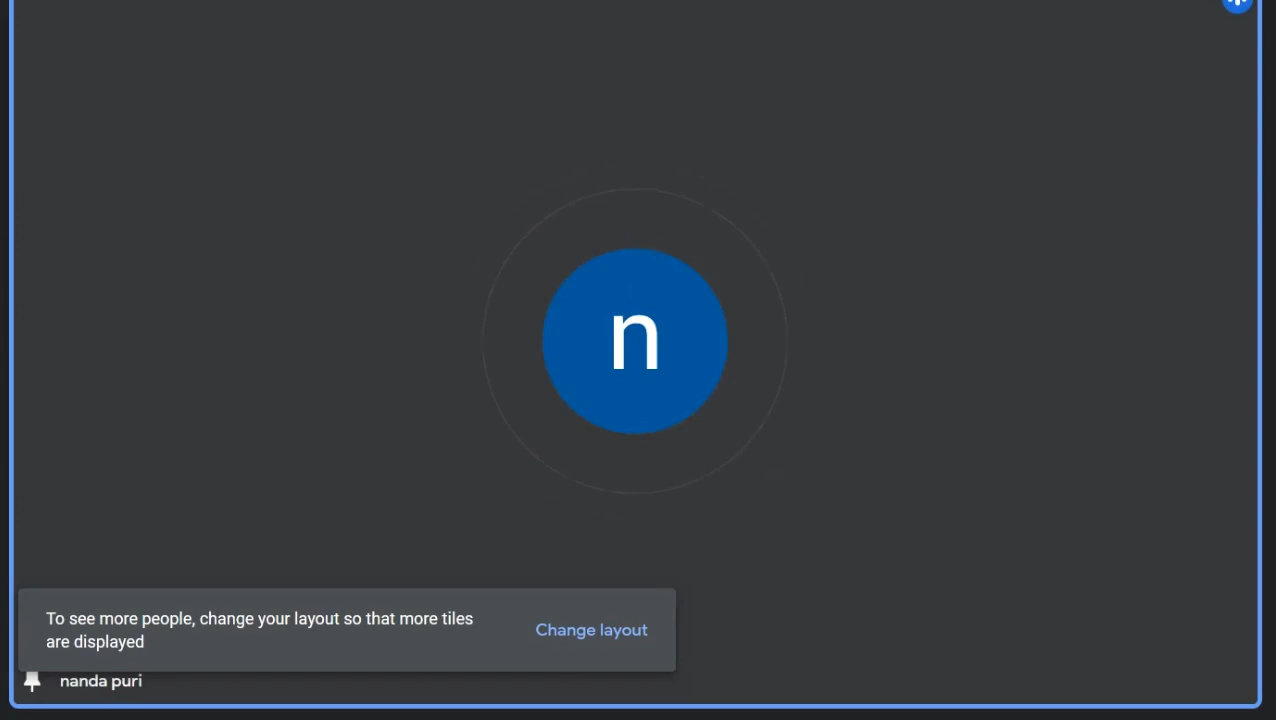 n
To see more people, change your layout so that more tiles
are displayed
Change layout
nanda puri